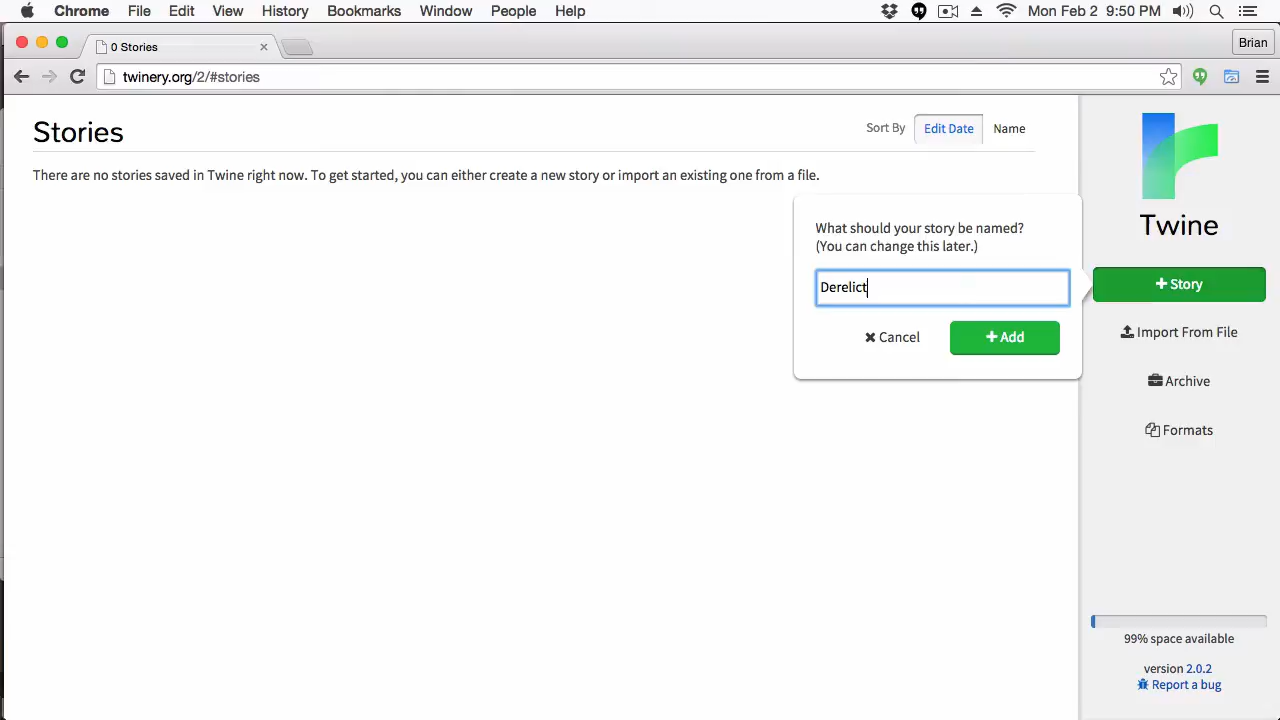 Chrome File Edit View History Bookmarks Window People Help Mon Feb 2 9:50 PM
0 Stories
Brian
twinery.org/2/#stories
Stories
Sort By Edit Date Name
There are no stories saved in Twine right now. To get started, you can either create a new story or import an existing one from a file.
What should your story be named?
(You can change this later.)
Derelict
Cancel
Add
Twine
Story
Import From File
Archive
Formats
99% space available
version 2.0.2
Report a bug